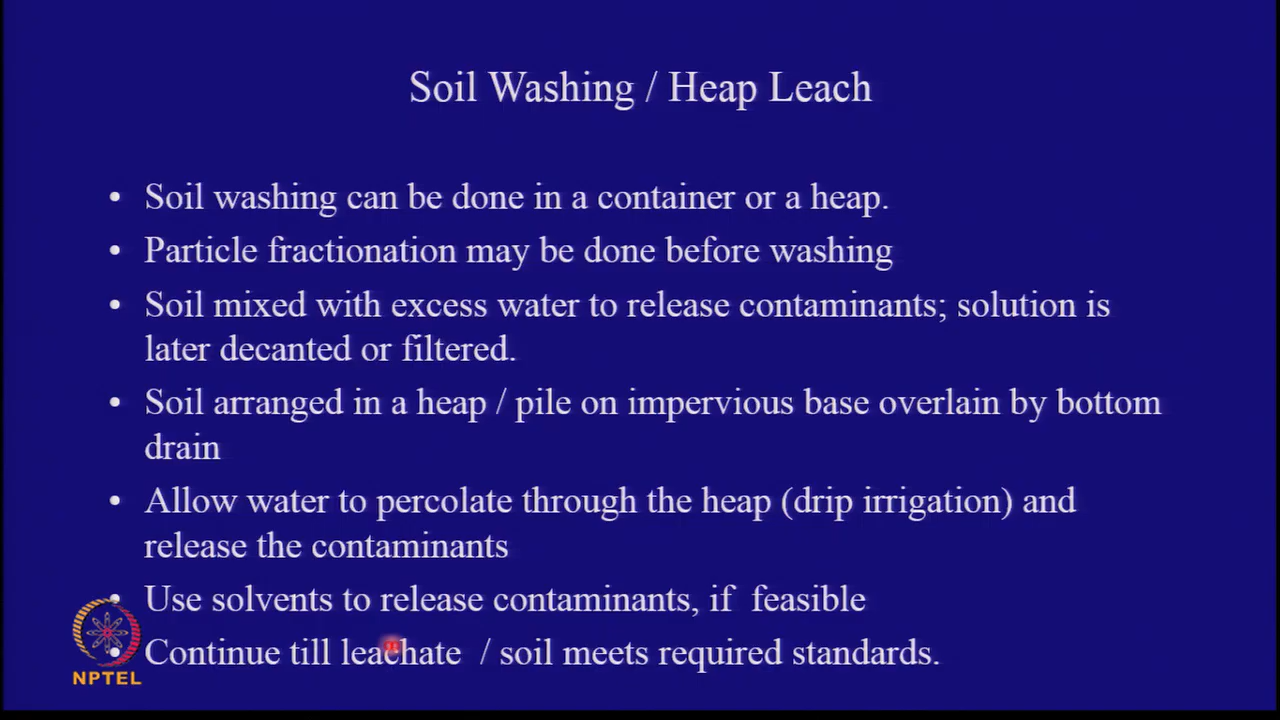 Soil Washing / Heap Leach
• Soil washing can be done in a container or a heap.
• Particle fractionation may be done before washing
• Soil mixed with excess water to release contaminants; solution is
later decanted or filtered.
• Soil arranged in a heap / pile on impervious base overlain by bottom
drain
• Allow water to percolate through the heap (drip irrigation) and
release the contaminants
• Use solvents to release contaminants, if feasible
• Continue till leachate / soil meets required standards.
NPTEL